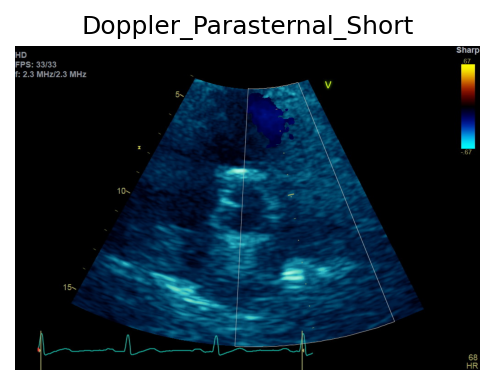 Doppler_Parasternal_Short
HD
FPS: 33/33
f: 2.3 MHz/2.3 MHz
Sharp
67
-67
V
5
10
15
68
HR